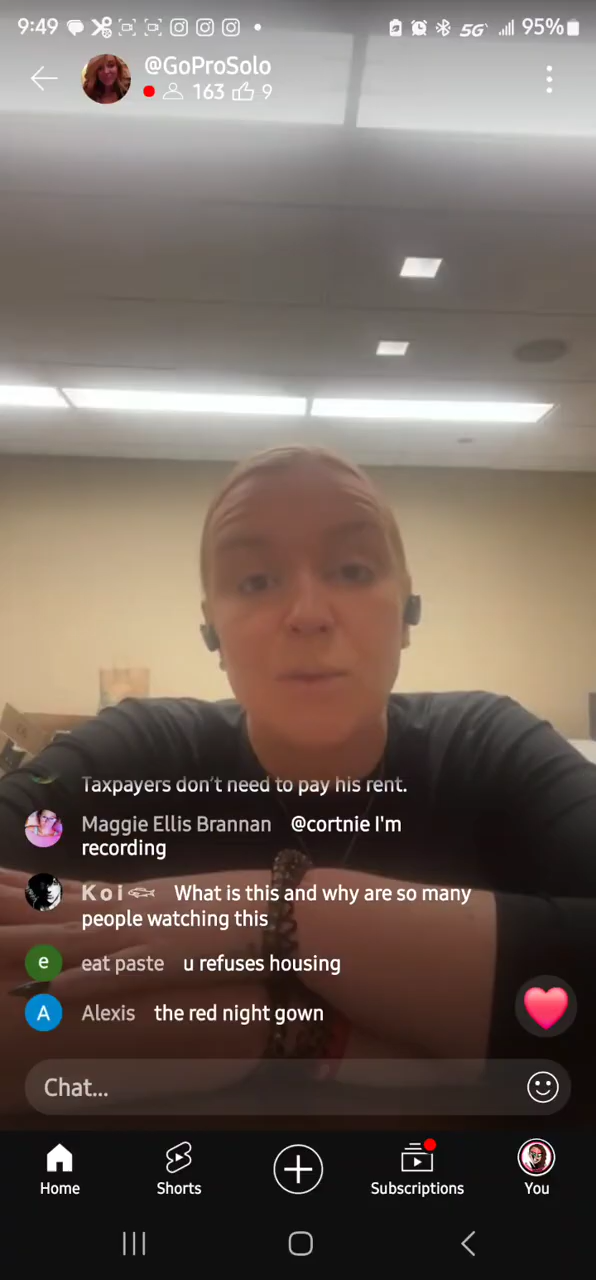 9:49
5G
95%
@GoProSolo
163 9
Taxpayers don't need to pay his rent.
Maggie Ellis Brannan @cortnie I'm
recording
K o i What is this and why are so many
people watching this
e eat paste u refuses housing
A Alexis the red night gown
Chat...
Home Shorts Subscriptions You